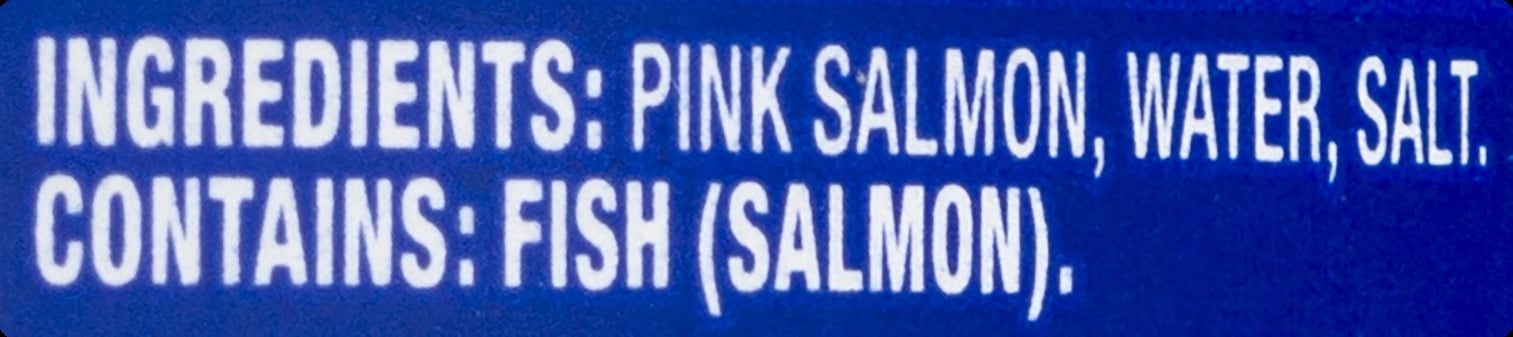 INGREDIENTS: PINK SALMON, WATER, SALT.
CONTAINS: FISH (SALMON).